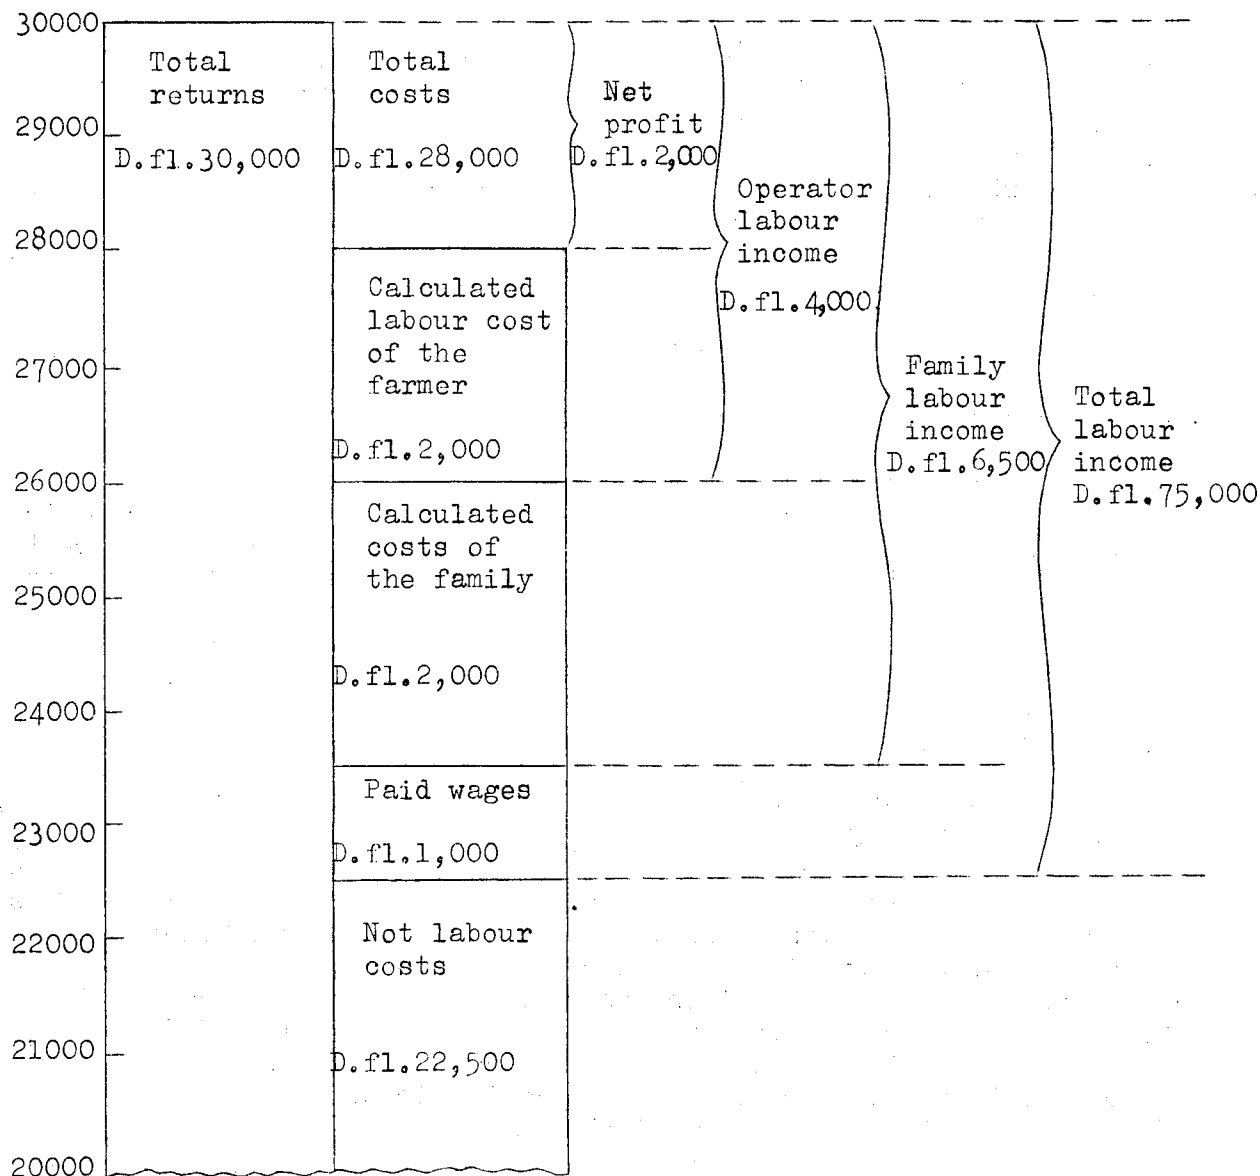 30000
29000
28000
27000
26000
25000
24000
23000
22000
21000
20000
Total
returns
D.fl.30,000
Total
costs
D.fl.28,000
Calculated
labour cost
of the
farmer
D.fl.2,000
Calculated
costs of
the family
D.fl.2,000
Paid wages
D.fl.1,000
Not labour
costs
D.fl.22,500
Net
profit
D.fl.2,000
Operator
labour
income
D.fl.4,000
Family
labour
income
D.fl.6,500
Total
labour
income
D.fl.75,000